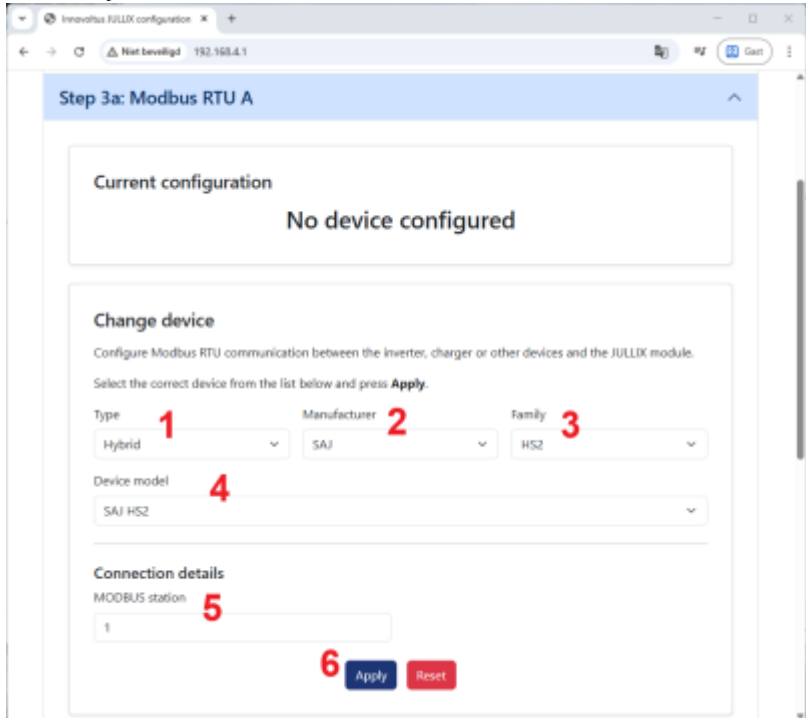 Innovoltus JULLIX configuration
Niet beveiligd 192.168.4.1
Gast
Step 3a: Modbus RTU A
Current configuration
No device configured
Change device
Configure Modbus RTU communication between the inverter, charger or other devices and the JULLIX module.
Select the correct device from the list below and press Apply.
Type 1 Manufacturer 2 Family 3
Hybrid SAJ HS2
Device model 4
SAJ HS2
Connection details
MODBUS station 5
1
6 Apply Reset